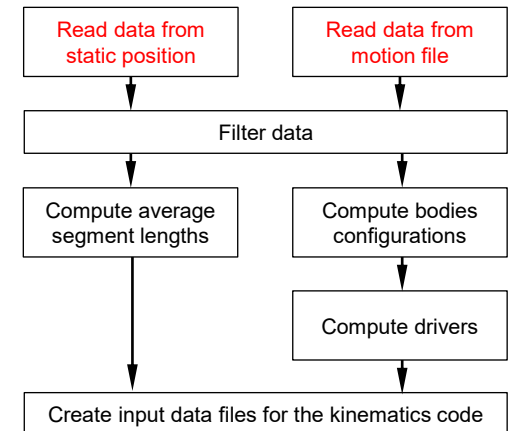 Read data from
static position
Read data from
motion file
Filter data
Compute average
segment lengths
Compute bodies
configurations
Compute drivers
Create input data files for the kinematics code